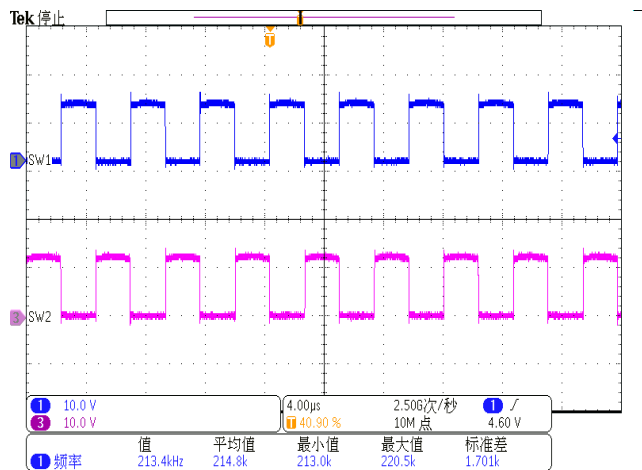 Tek 停止
T
1 SW1
3 SW2
1 10.0 V
3 10.0 V
4.00μs 2.50G次/秒 1
T 40.90 % 10M 点 4.60 V
值 平均值 最小值 最大值 标准差
1 频率 213.4kHz 214.8k 213.0k 220.5k 1.701k